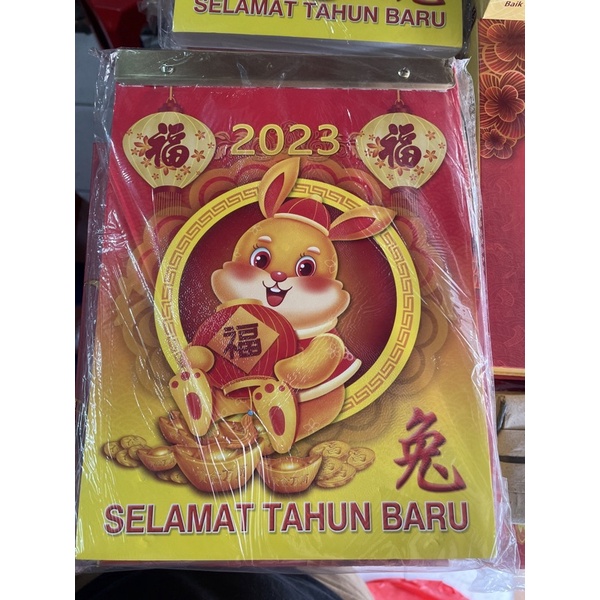 SELAMAT TAHUN BARU
Baik
福 2023 福
福
兔
SELAMAT TAHUN BARU